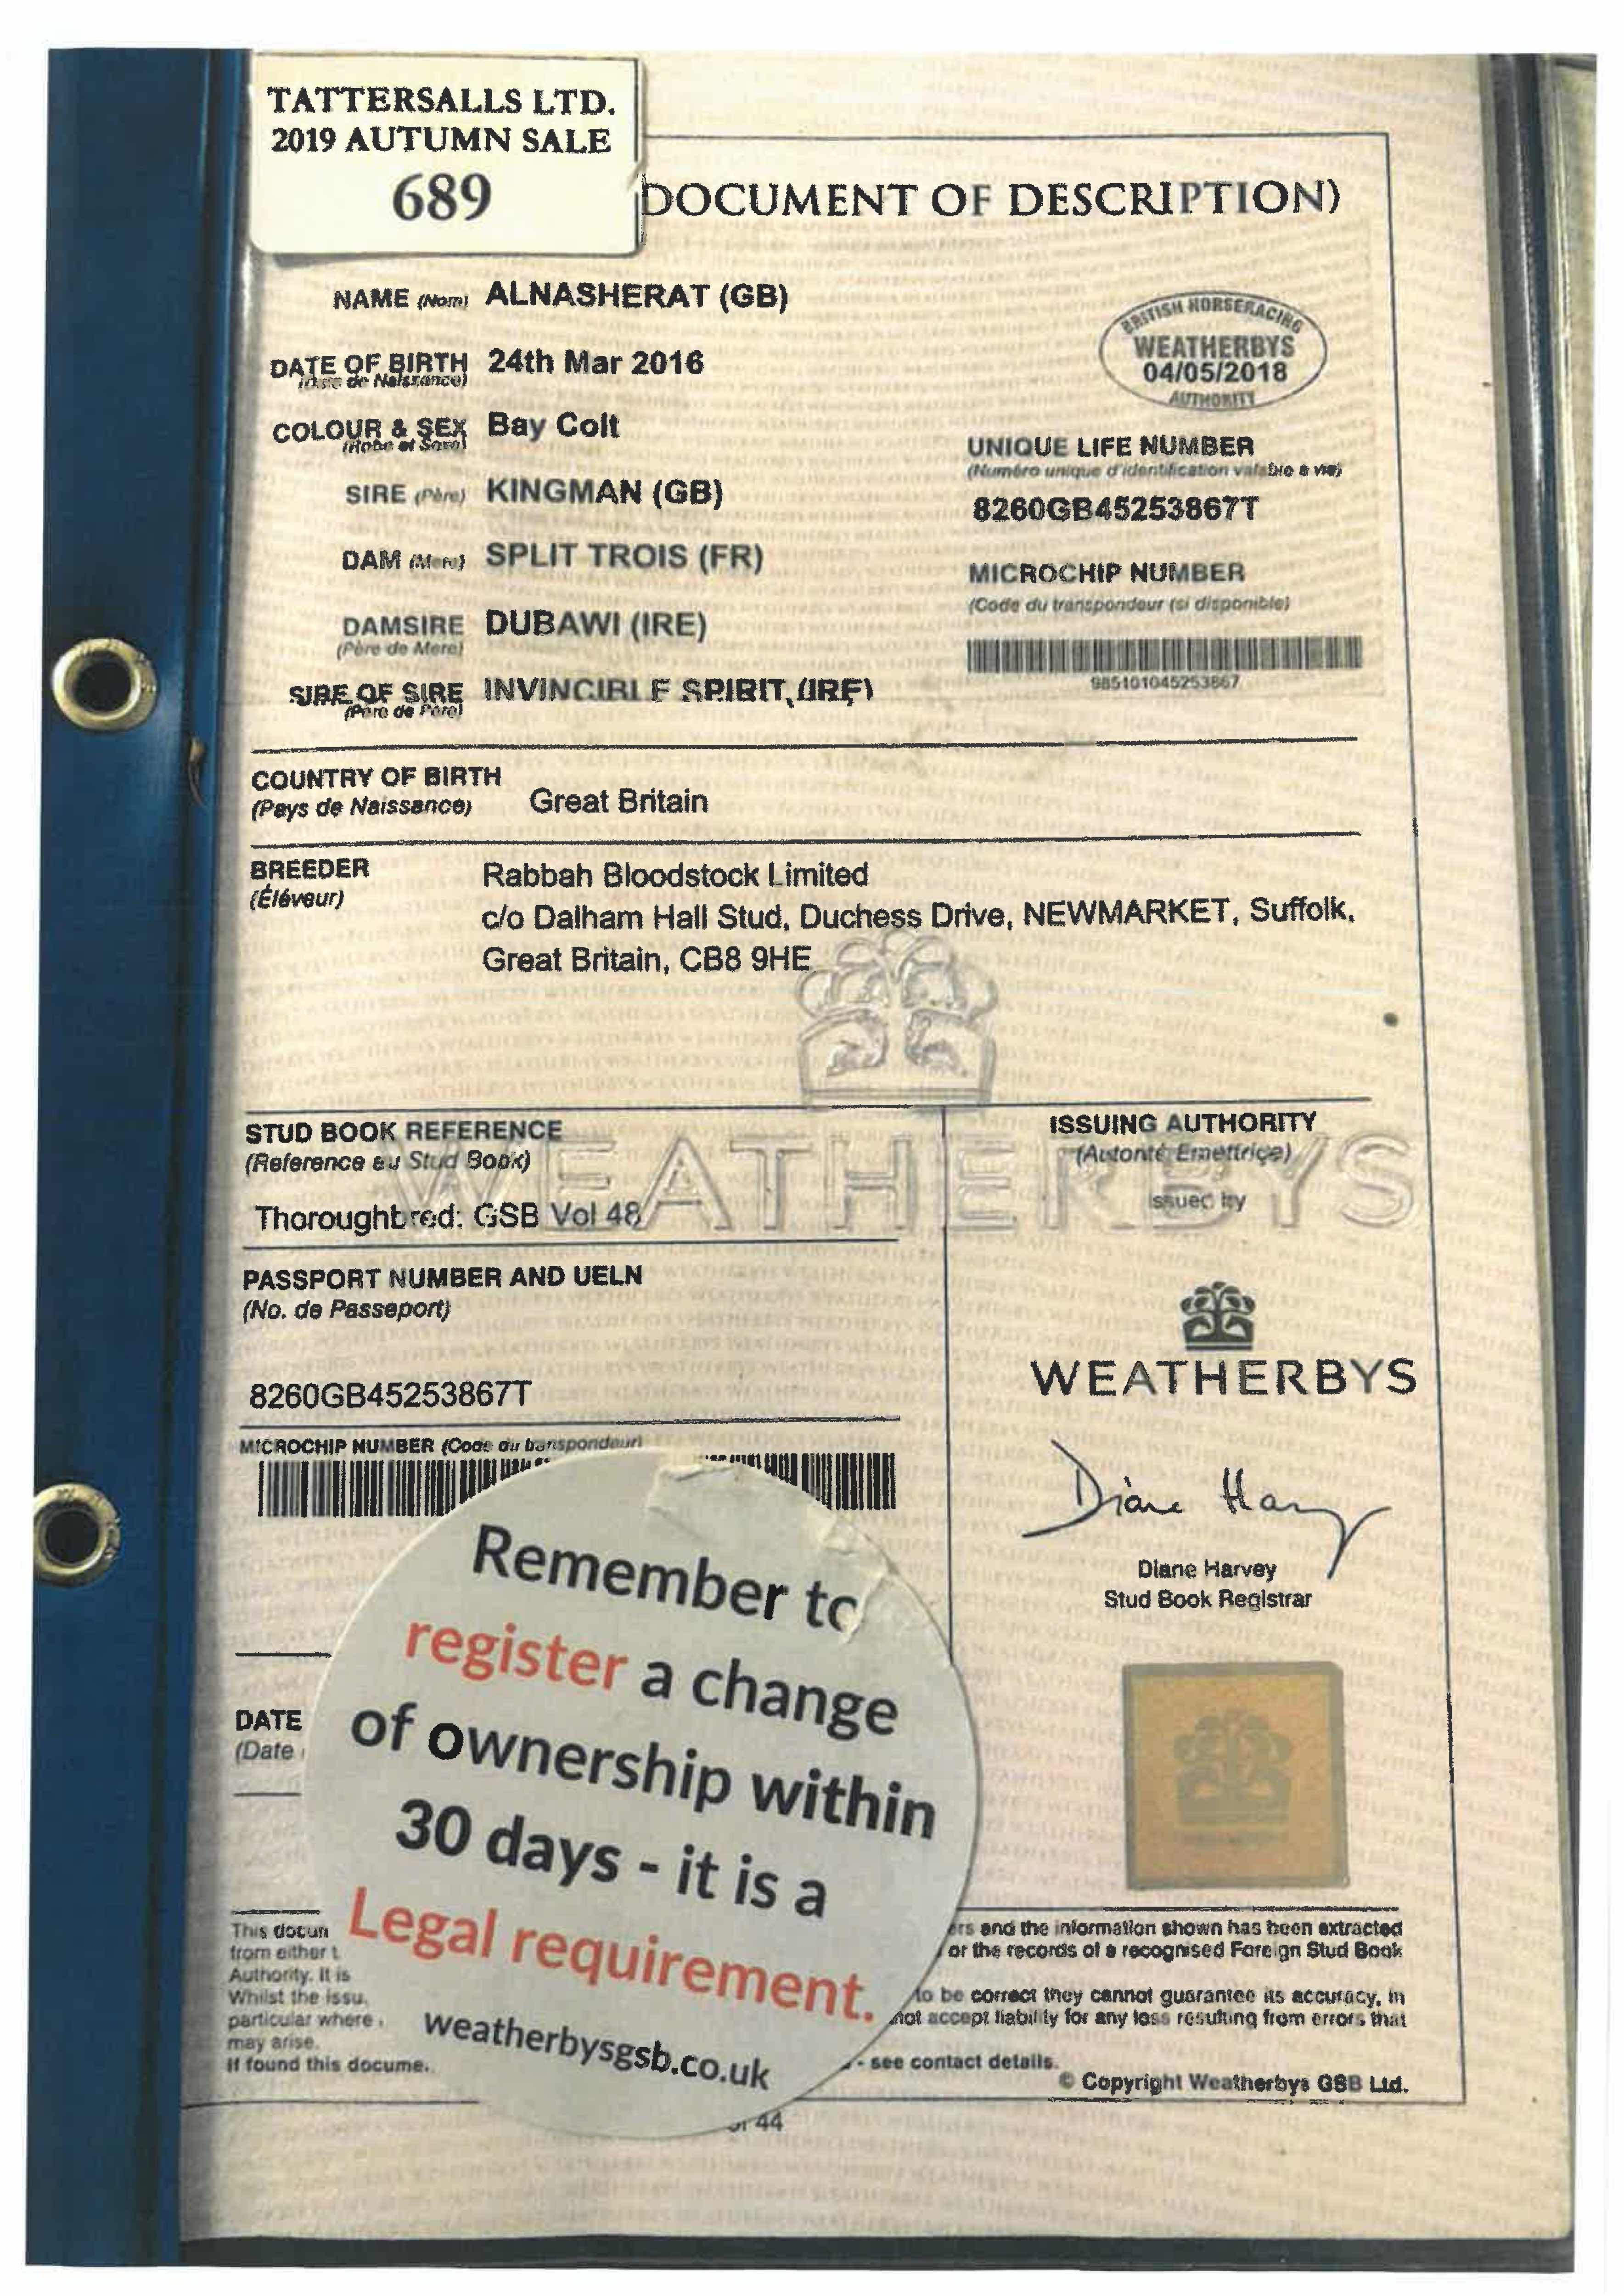 TATTERSALLS LTD.
2019 AUTUMN SALE
689
DOCUMENT OF DESCRIPTION)
NAME (Nom) ALNASHERAT (GB)
DATE OF BIRTH 24th Mar 2016
(Date de Naissance)
COLOUR & SEX Bay Colt
(Robe et Sexe)
SIRE (Père) KINGMAN (GB)
DAM (Mere) SPLIT TROIS (FR)
DAMSIRE DUBAWI (IRE)
(Père de Mere)
SIRE OF SIRE INVINCIBLE SPIRIT (IRE)
(Pere de Pere)
BRITISH HORSERACING
WEATHERBYS
04/05/2018
AUTHORITY
UNIQUE LIFE NUMBER
(Numéro unique d'identification valable à vie)
8260GB45253867T
MICROCHIP NUMBER
(Code du transpondeur (si disponible)
985101045253867
COUNTRY OF BIRTH
(Pays de Naissance) Great Britain
BREEDER
(Éléveur)
Rabbah Bloodstock Limited
c/o Dalham Hall Stud, Duchess Drive, NEWMARKET, Suffolk,
Great Britain, CB8 9HE
WEATHERBYS
STUD BOOK REFERENCE
(Reference au Stud Book)
Thoroughbred: GSB Vol 48
PASSPORT NUMBER AND UELN
(No. de Passeport)
8260GB45253867T
MICROCHIP NUMBER (Code du transpondeur)
ISSUING AUTHORITY
(Autorité Emettrice)
Issued by
WEATHERBYS
Diane Harvey
Diane Harvey
Stud Book Registrar
Remember to
register a change
of ownership within
30 days - it is a
Legal requirement.
weatherbysgsb.co.uk
DATE
(Date
This docum
from either t
Authority. It is
Whilst the issu
particular where
may arise.
If found this docume
ers and the information shown has been extracted
or the records of a recognised Foreign Stud Book
to be correct they cannot guarantee its accuracy, in
not accept liability for any loss resulting from errors that
- see contact details.
© Copyright Weatherbys GSB Ltd.
of 44